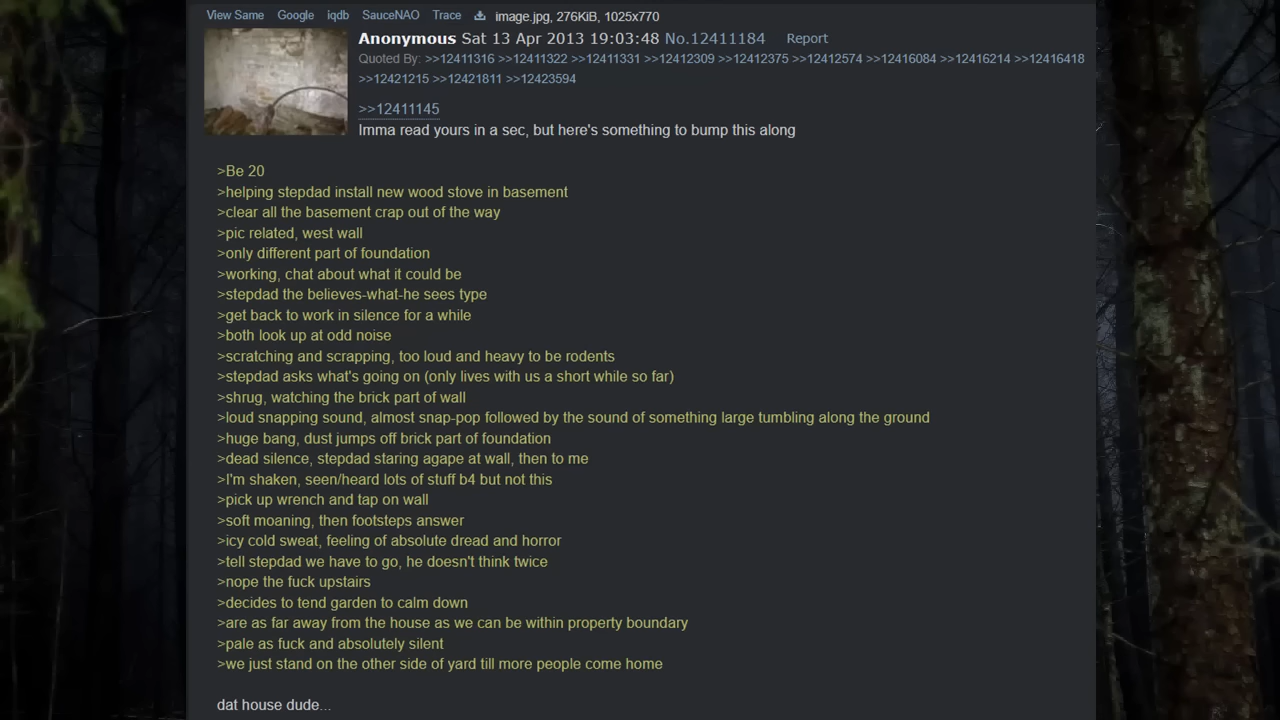 View Same Google iqdb SauceNAO Trace image.jpg, 276KiB, 1025x770
Anonymous Sat 13 Apr 2013 19:03:48 No.12411184 Report
Quoted By: >>12411316 >>12411322 >>12411331 >>12412309 >>12412375 >>12412574 >>12416084 >>12416214 >>12416418
>>12421215 >>12421811 >>12423594
>>12411145
Imma read yours in a sec, but here's something to bump this along
>Be 20
>helping stepdad install new wood stove in basement
>clear all the basement crap out of the way
>pic related, west wall
>only different part of foundation
>working, chat about what it could be
>stepdad the believes-what-he sees type
>get back to work in silence for a while
>both look up at odd noise
>scratching and scrapping, too loud and heavy to be rodents
>stepdad asks what's going on (only lives with us a short while so far)
>shrug, watching the brick part of wall
>loud snapping sound, almost snap-pop followed by the sound of something large tumbling along the ground
>huge bang, dust jumps off brick part of foundation
>dead silence, stepdad staring agape at wall, then to me
>I'm shaken, seen/heard lots of stuff b4 but not this
>pick up wrench and tap on wall
>soft moaning, then footsteps answer
>icy cold sweat, feeling of absolute dread and horror
>tell stepdad we have to go, he doesn't think twice
>nope the fuck upstairs
>decides to tend garden to calm down
>are as far away from the house as we can be within property boundary
>pale as fuck and absolutely silent
>we just stand on the other side of yard till more people come home
dat house dude...